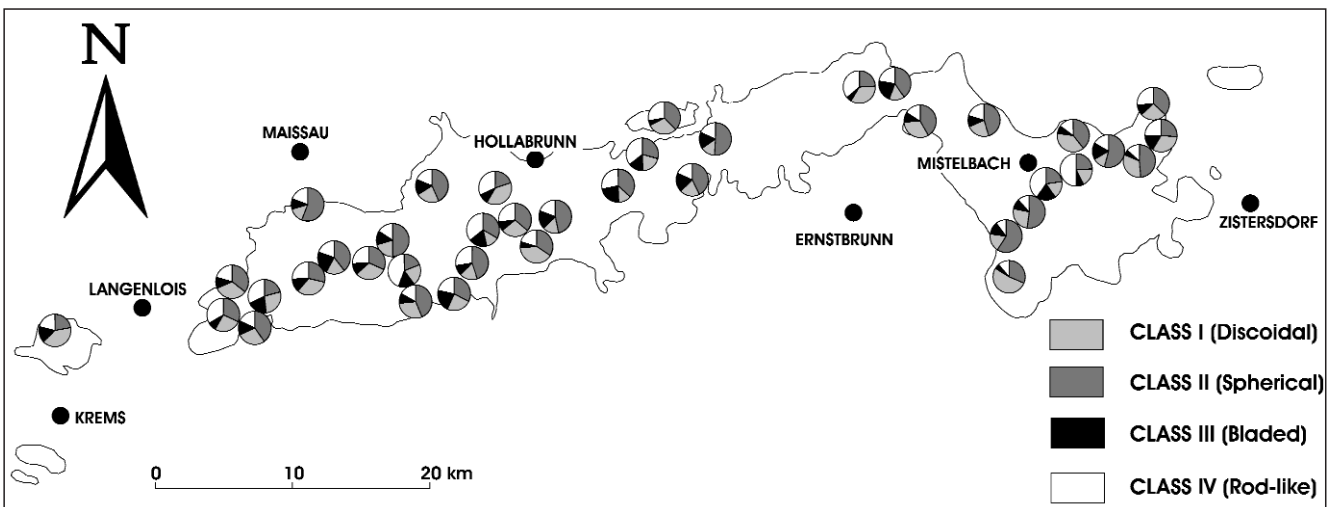 N
MAISSAU
HOLLABRUNN
MISTELBACH
ERNSTBRUNN
ZISTERSDORF
LANGENLOIS
KREMS
0 10 20 km
CLASS I (Discoidal)
CLASS II (Spherical)
CLASS III (Bladed)
CLASS IV (Rod-like)